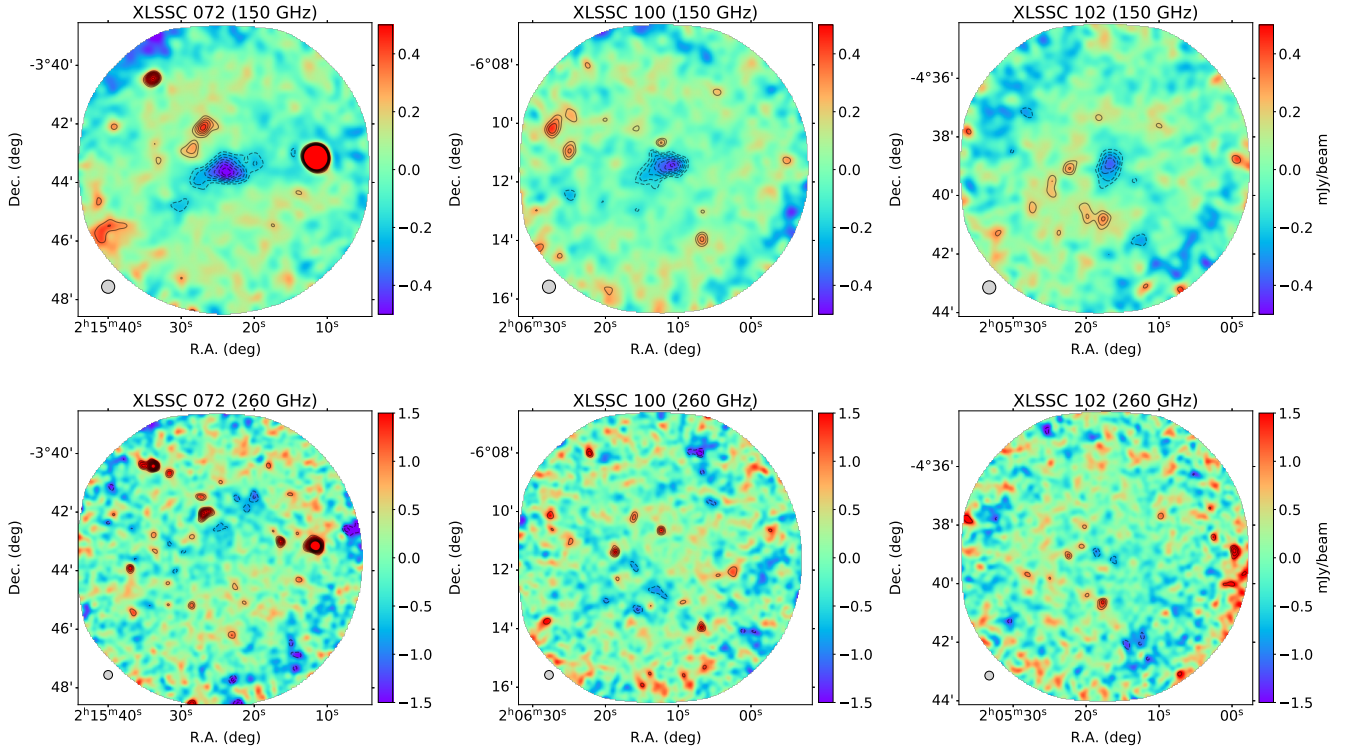 XLSSC 072 (150 GHz)
XLSSC 100 (150 GHz)
XLSSC 102 (150 GHz)
Dec. (deg)
-3°40'
42'
44'
46'
48'
2ʰ15ᵐ40ˢ
30ˢ
20ˢ
10ˢ
R.A. (deg)
0.4
0.2
0.0
−0.2
−0.4
Dec. (deg)
-6°08'
10'
12'
14'
16'
2ʰ06ᵐ30ˢ
20ˢ
10ˢ
00ˢ
R.A. (deg)
0.4
0.2
0.0
−0.2
−0.4
Dec. (deg)
-4°36'
38'
40'
42'
44'
2ʰ05ᵐ30ˢ
20ˢ
10ˢ
00ˢ
R.A. (deg)
0.4
0.2
0.0
−0.2
−0.4
mJy/beam
XLSSC 072 (260 GHz)
XLSSC 100 (260 GHz)
XLSSC 102 (260 GHz)
Dec. (deg)
-3°40'
42'
44'
46'
48'
2ʰ15ᵐ40ˢ
30ˢ
20ˢ
10ˢ
R.A. (deg)
1.5
1.0
0.5
0.0
−0.5
−1.0
−1.5
Dec. (deg)
-6°08'
10'
12'
14'
16'
2ʰ06ᵐ30ˢ
20ˢ
10ˢ
00ˢ
R.A. (deg)
1.5
1.0
0.5
0.0
−0.5
−1.0
−1.5
Dec. (deg)
-4°36'
38'
40'
42'
44'
2ʰ05ᵐ30ˢ
20ˢ
10ˢ
00ˢ
R.A. (deg)
1.5
1.0
0.5
0.0
−0.5
−1.0
−1.5
mJy/beam